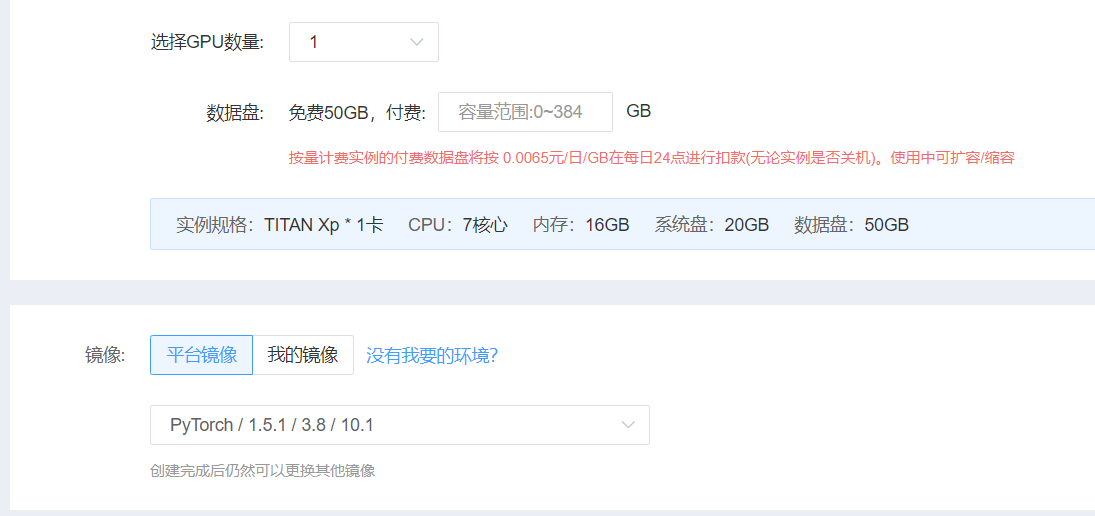 选择GPU数量: 1
数据盘: 免费50GB，付费: 容量范围:0~384 GB
按量计费实例的付费数据盘将按 0.0065元/日/GB在每日24点进行扣款(无论实例是否关机)。使用中可扩容/缩容
实例规格：TITAN Xp * 1卡 CPU：7核心 内存：16GB 系统盘：20GB 数据盘：50GB
镜像: 平台镜像 我的镜像 没有我要的环境?
PyTorch / 1.5.1 / 3.8 / 10.1
创建完成后仍然可以更换其他镜像